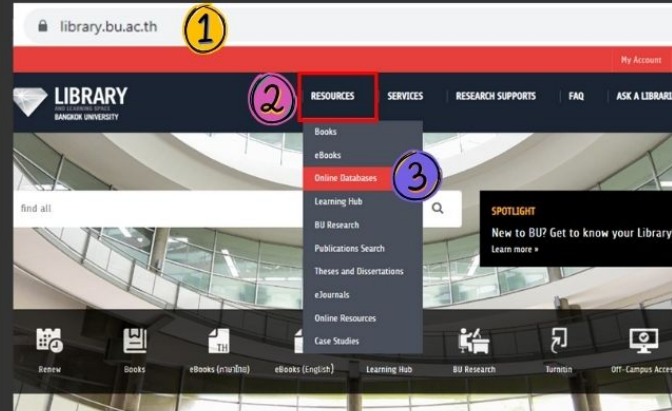 library.bu.ac.th
1
My Account
LIBRARY
AND LEARNING SPACE
BANGKOK UNIVERSITY
2
RESOURCES
SERVICES
RESEARCH SUPPORTS
FAQ
ASK A LIBRARI
Books
eBooks
Online Databases
3
Learning Hub
BU Research
Publications Search
Theses and Dissertations
eJournals
Online Resources
Case Studies
find all
SPOTLIGHT
New to BU? Get to know your Library
Learn more »
TH
Renew
Books
eBooks (ภาษาไทย)
eBooks (English)
Learning Hub
BU Research
Turnitin
Off-Campus Acces